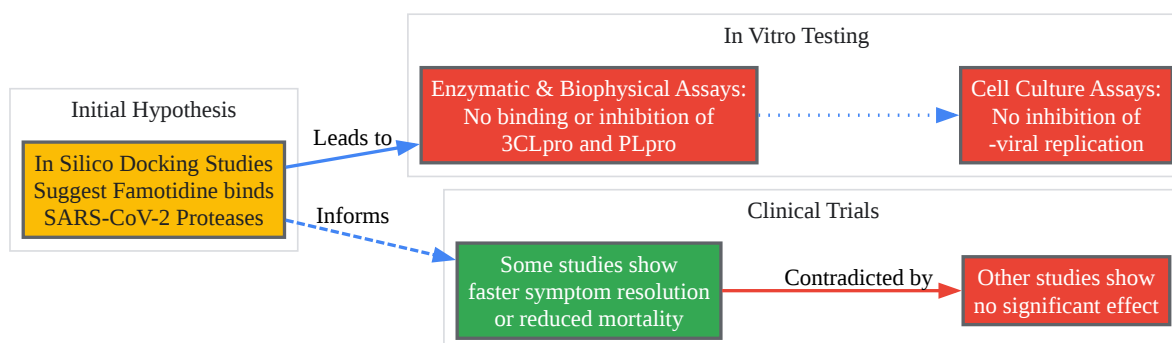 In Vitro Testing
Enzymatic & Biophysical Assays:
No binding or inhibition of
3CLpro and PLpro
Cell Culture Assays:
No inhibition of
-viral replication
Initial Hypothesis
In Silico Docking Studies
Suggest Famotidine binds
SARS-CoV-2 Proteases
Leads to
Informs
Clinical Trials
Some studies show
faster symptom resolution
or reduced mortality
Contradicted by
Other studies show
no significant effect